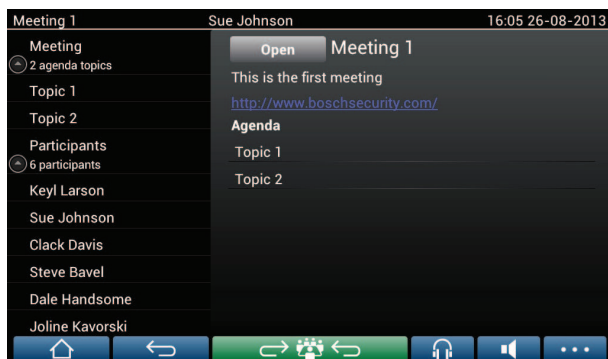 Meeting 1 Sue Johnson 16:05 26-08-2013
Meeting
2 agenda topics
Topic 1
Topic 2
Participants
6 participants
Keyl Larson
Sue Johnson
Clack Davis
Steve Bavel
Dale Handsome
Joline Kavorski
Open Meeting 1
This is the first meeting
http://www.boschsecurity.com/
Agenda
Topic 1
Topic 2